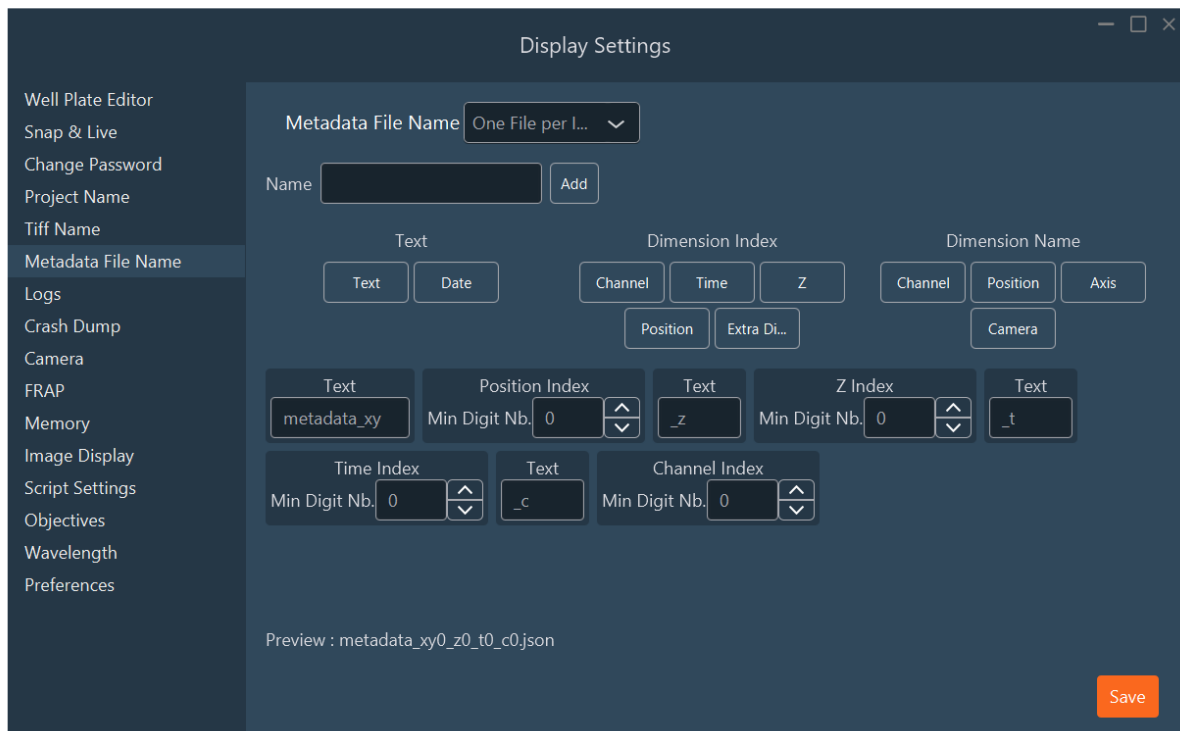 Display Settings
Well Plate Editor
Snap & Live
Change Password
Project Name
Tiff Name
Metadata File Name
Logs
Crash Dump
Camera
FRAP
Memory
Image Display
Script Settings
Objectives
Wavelength
Preferences
Metadata File Name One File per I...
Name Add
Text Dimension Index Dimension Name
Text Date Channel Time Z Channel Position Axis
Position Extra Di... Camera
Text Position Index Text Z Index Text
metadata_xy Min Digit Nb. 0 _z Min Digit Nb. 0 _t
Time Index Text Channel Index
Min Digit Nb. 0 _c Min Digit Nb. 0
Preview : metadata_xy0_z0_t0_c0.json
Save